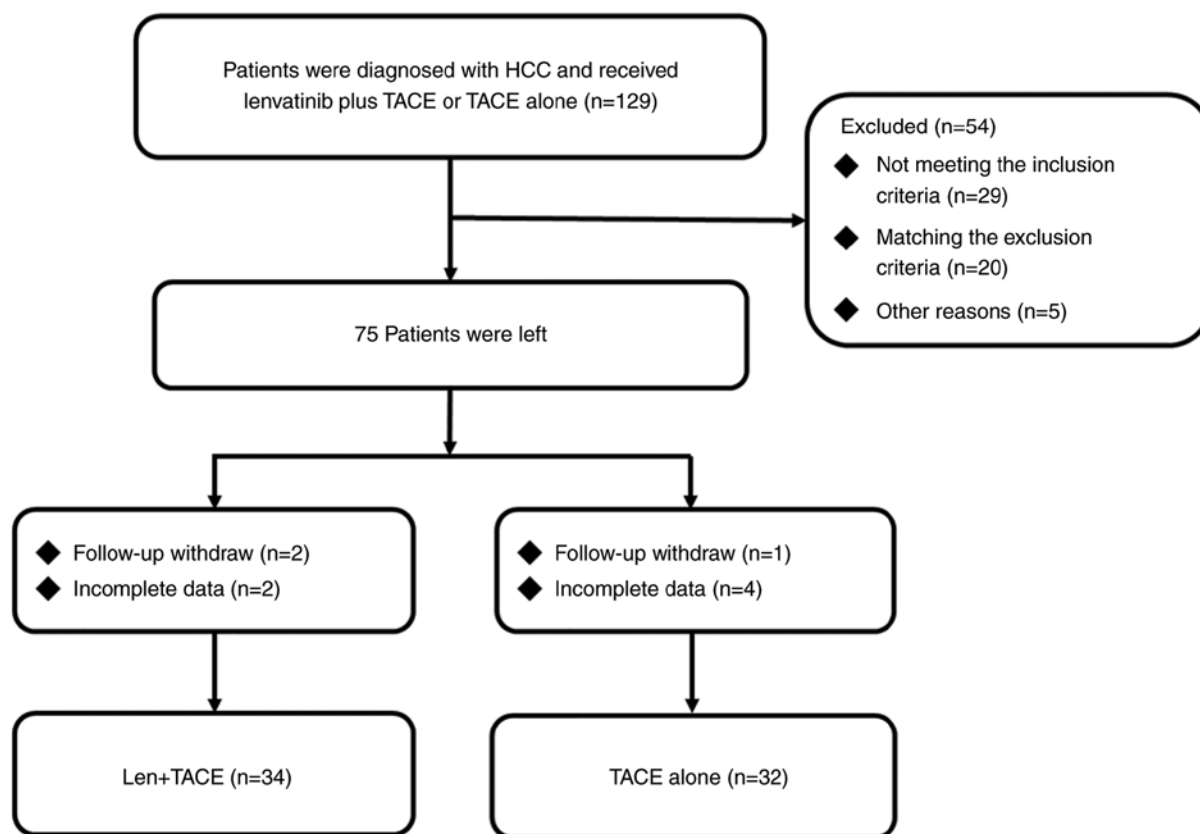 Patients were diagnosed with HCC and received
lenvatinib plus TACE or TACE alone (n=129)
Excluded (n=54)
Not meeting the inclusion
criteria (n=29)
Matching the exclusion
criteria (n=20)
Other reasons (n=5)
75 Patients were left
Follow-up withdraw (n=2)
Incomplete data (n=2)
Follow-up withdraw (n=1)
Incomplete data (n=4)
Len+TACE (n=34)
TACE alone (n=32)